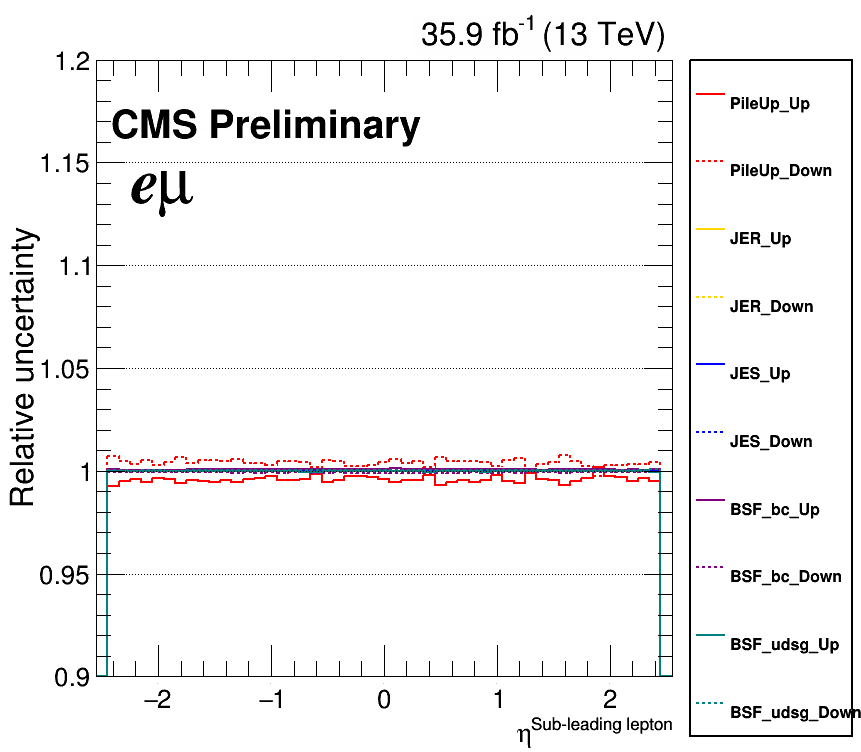 35.9 fb-1 (13 TeV)
CMS Preliminary
eμ
Relative uncertainty
1.2
1.15
1.1
1.05
1
0.95
0.9
−2
−1
0
1
2
ηSub-leading lepton
PileUp_Up
PileUp_Down
JER_Up
JER_Down
JES_Up
JES_Down
BSF_bc_Up
BSF_bc_Down
BSF_udsg_Up
BSF_udsg_Down